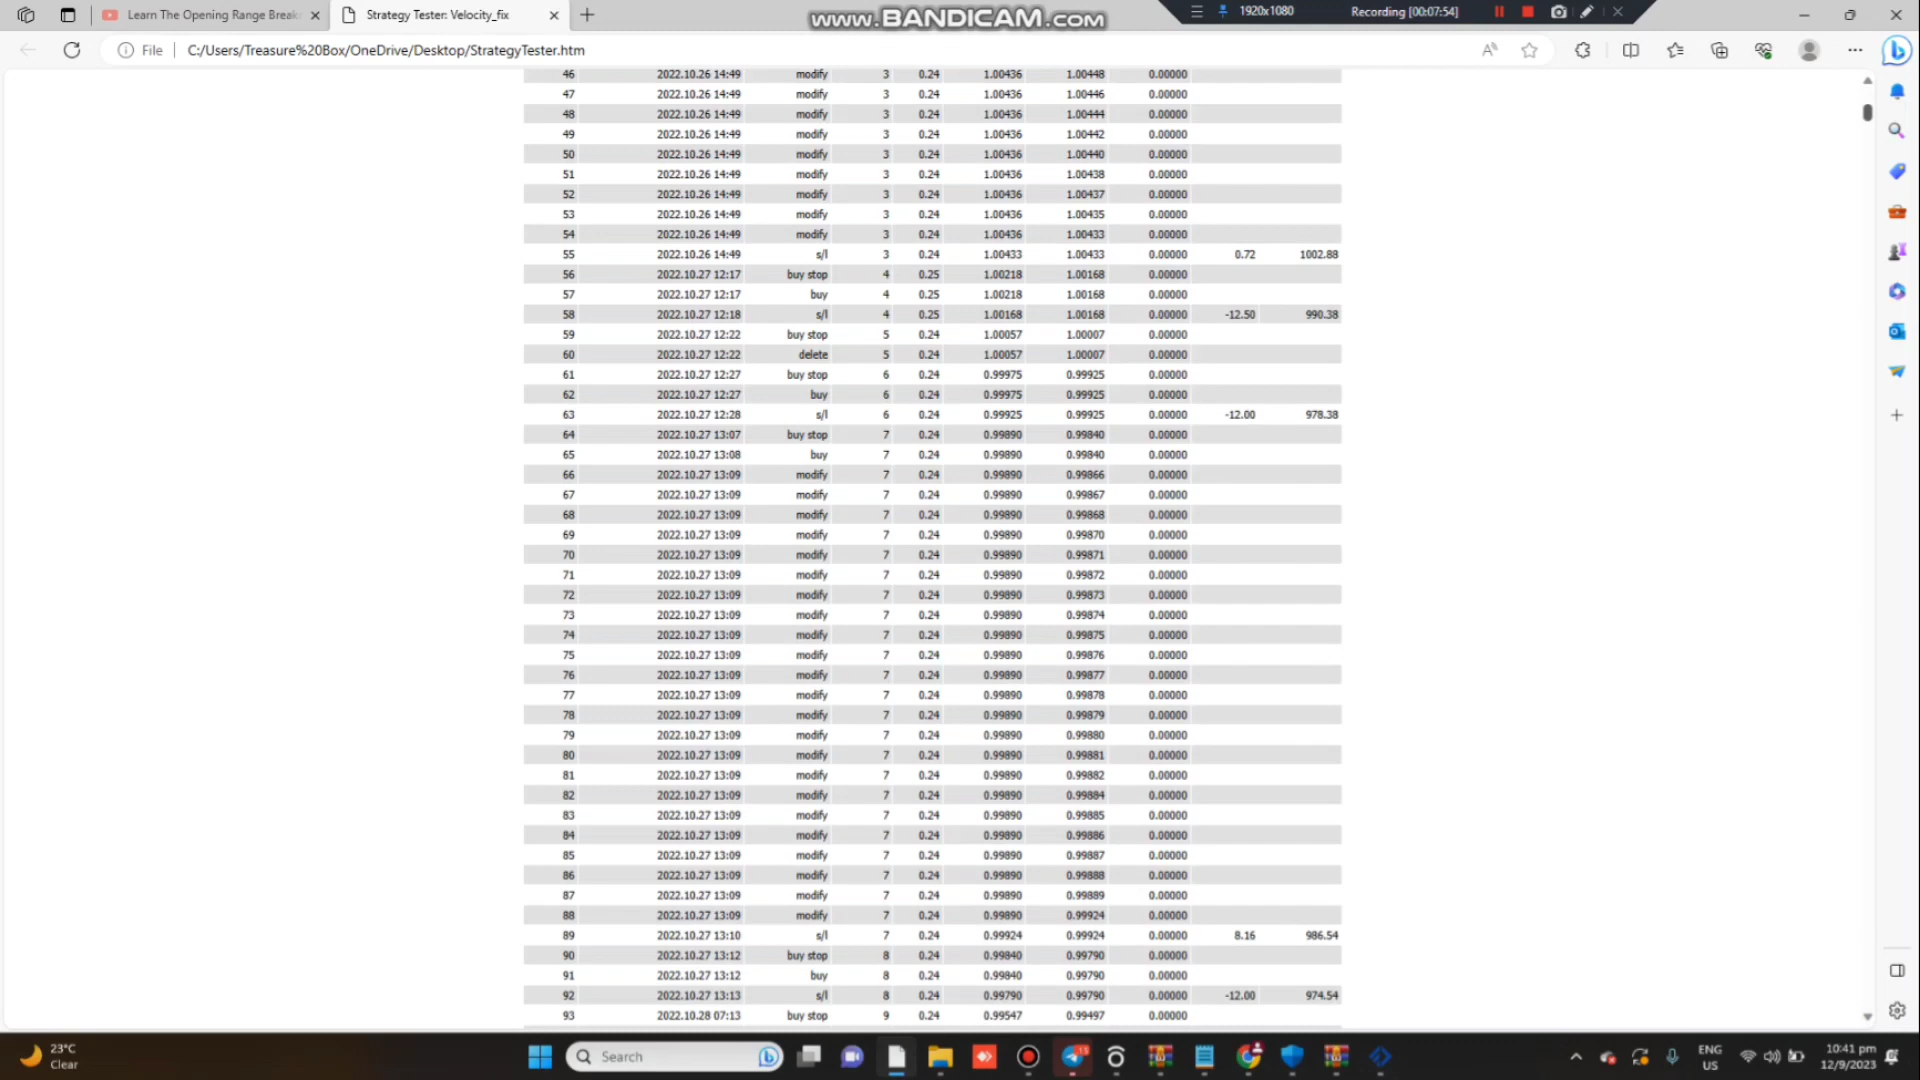 Learn The Opening Range Break
Strategy Tester: Velocity_fix
www.BANDICAM.com
1920x1080
Recording [00:07:54]
File
C:/Users/Treasure%20Box/OneDrive/Desktop/StrategyTester.htm
46 2022.10.26 14:49 modify 3 0.24 1.00436 1.00448 0.00000
47 2022.10.26 14:49 modify 3 0.24 1.00436 1.00446 0.00000
48 2022.10.26 14:49 modify 3 0.24 1.00436 1.00444 0.00000
49 2022.10.26 14:49 modify 3 0.24 1.00436 1.00442 0.00000
50 2022.10.26 14:49 modify 3 0.24 1.00436 1.00440 0.00000
51 2022.10.26 14:49 modify 3 0.24 1.00436 1.00438 0.00000
52 2022.10.26 14:49 modify 3 0.24 1.00436 1.00437 0.00000
53 2022.10.26 14:49 modify 3 0.24 1.00436 1.00435 0.00000
54 2022.10.26 14:49 modify 3 0.24 1.00436 1.00433 0.00000
55 2022.10.26 14:49 s/l 3 0.24 1.00433 1.00433 0.00000 0.72 1002.88
56 2022.10.27 12:17 buy stop 4 0.25 1.00218 1.00168 0.00000
57 2022.10.27 12:17 buy 4 0.25 1.00218 1.00168 0.00000
58 2022.10.27 12:18 s/l 4 0.25 1.00168 1.00168 0.00000 -12.50 990.38
59 2022.10.27 12:22 buy stop 5 0.24 1.00057 1.00007 0.00000
60 2022.10.27 12:22 delete 5 0.24 1.00057 1.00007 0.00000
61 2022.10.27 12:27 buy stop 6 0.24 0.99975 0.99925 0.00000
62 2022.10.27 12:27 buy 6 0.24 0.99975 0.99925 0.00000
63 2022.10.27 12:28 s/l 6 0.24 0.99925 0.99925 0.00000 -12.00 978.38
64 2022.10.27 13:07 buy stop 7 0.24 0.99890 0.99840 0.00000
65 2022.10.27 13:08 buy 7 0.24 0.99890 0.99840 0.00000
66 2022.10.27 13:09 modify 7 0.24 0.99890 0.99866 0.00000
67 2022.10.27 13:09 modify 7 0.24 0.99890 0.99867 0.00000
68 2022.10.27 13:09 modify 7 0.24 0.99890 0.99868 0.00000
69 2022.10.27 13:09 modify 7 0.24 0.99890 0.99870 0.00000
70 2022.10.27 13:09 modify 7 0.24 0.99890 0.99871 0.00000
71 2022.10.27 13:09 modify 7 0.24 0.99890 0.99872 0.00000
72 2022.10.27 13:09 modify 7 0.24 0.99890 0.99873 0.00000
73 2022.10.27 13:09 modify 7 0.24 0.99890 0.99874 0.00000
74 2022.10.27 13:09 modify 7 0.24 0.99890 0.99875 0.00000
75 2022.10.27 13:09 modify 7 0.24 0.99890 0.99876 0.00000
76 2022.10.27 13:09 modify 7 0.24 0.99890 0.99877 0.00000
77 2022.10.27 13:09 modify 7 0.24 0.99890 0.99878 0.00000
78 2022.10.27 13:09 modify 7 0.24 0.99890 0.99879 0.00000
79 2022.10.27 13:09 modify 7 0.24 0.99890 0.99880 0.00000
80 2022.10.27 13:09 modify 7 0.24 0.99890 0.99881 0.00000
81 2022.10.27 13:09 modify 7 0.24 0.99890 0.99882 0.00000
82 2022.10.27 13:09 modify 7 0.24 0.99890 0.99884 0.00000
83 2022.10.27 13:09 modify 7 0.24 0.99890 0.99885 0.00000
84 2022.10.27 13:09 modify 7 0.24 0.99890 0.99886 0.00000
85 2022.10.27 13:09 modify 7 0.24 0.99890 0.99887 0.00000
86 2022.10.27 13:09 modify 7 0.24 0.99890 0.99888 0.00000
87 2022.10.27 13:09 modify 7 0.24 0.99890 0.99889 0.00000
88 2022.10.27 13:09 modify 7 0.24 0.99890 0.99924 0.00000
89 2022.10.27 13:10 s/l 7 0.24 0.99924 0.99924 0.00000 8.16 986.54
90 2022.10.27 13:12 buy stop 8 0.24 0.99840 0.99790 0.00000
91 2022.10.27 13:12 buy 8 0.24 0.99840 0.99790 0.00000
92 2022.10.27 13:13 s/l 8 0.24 0.99790 0.99790 0.00000 -12.00 974.54
93 2022.10.28 07:13 buy stop 9 0.24 0.99547 0.99497 0.00000
23°C
Clear
Search
15
ENG
US
10:41 pm
12/9/2023